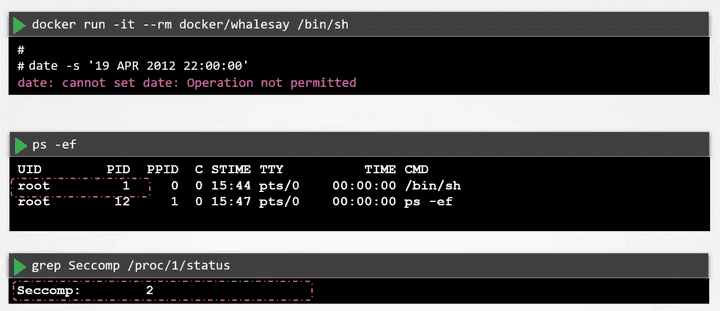 docker run -it --rm docker/whalesay /bin/sh
#
# date -s '19 APR 2012 22:00:00'
date: cannot set date: Operation not permitted
ps -ef
UID PID PPID C STIME TTY TIME CMD
root 1 0 0 15:44 pts/0 00:00:00 /bin/sh
root 12 1 0 15:47 pts/0 00:00:00 ps -ef
grep Seccomp /proc/1/status
Seccomp: 2